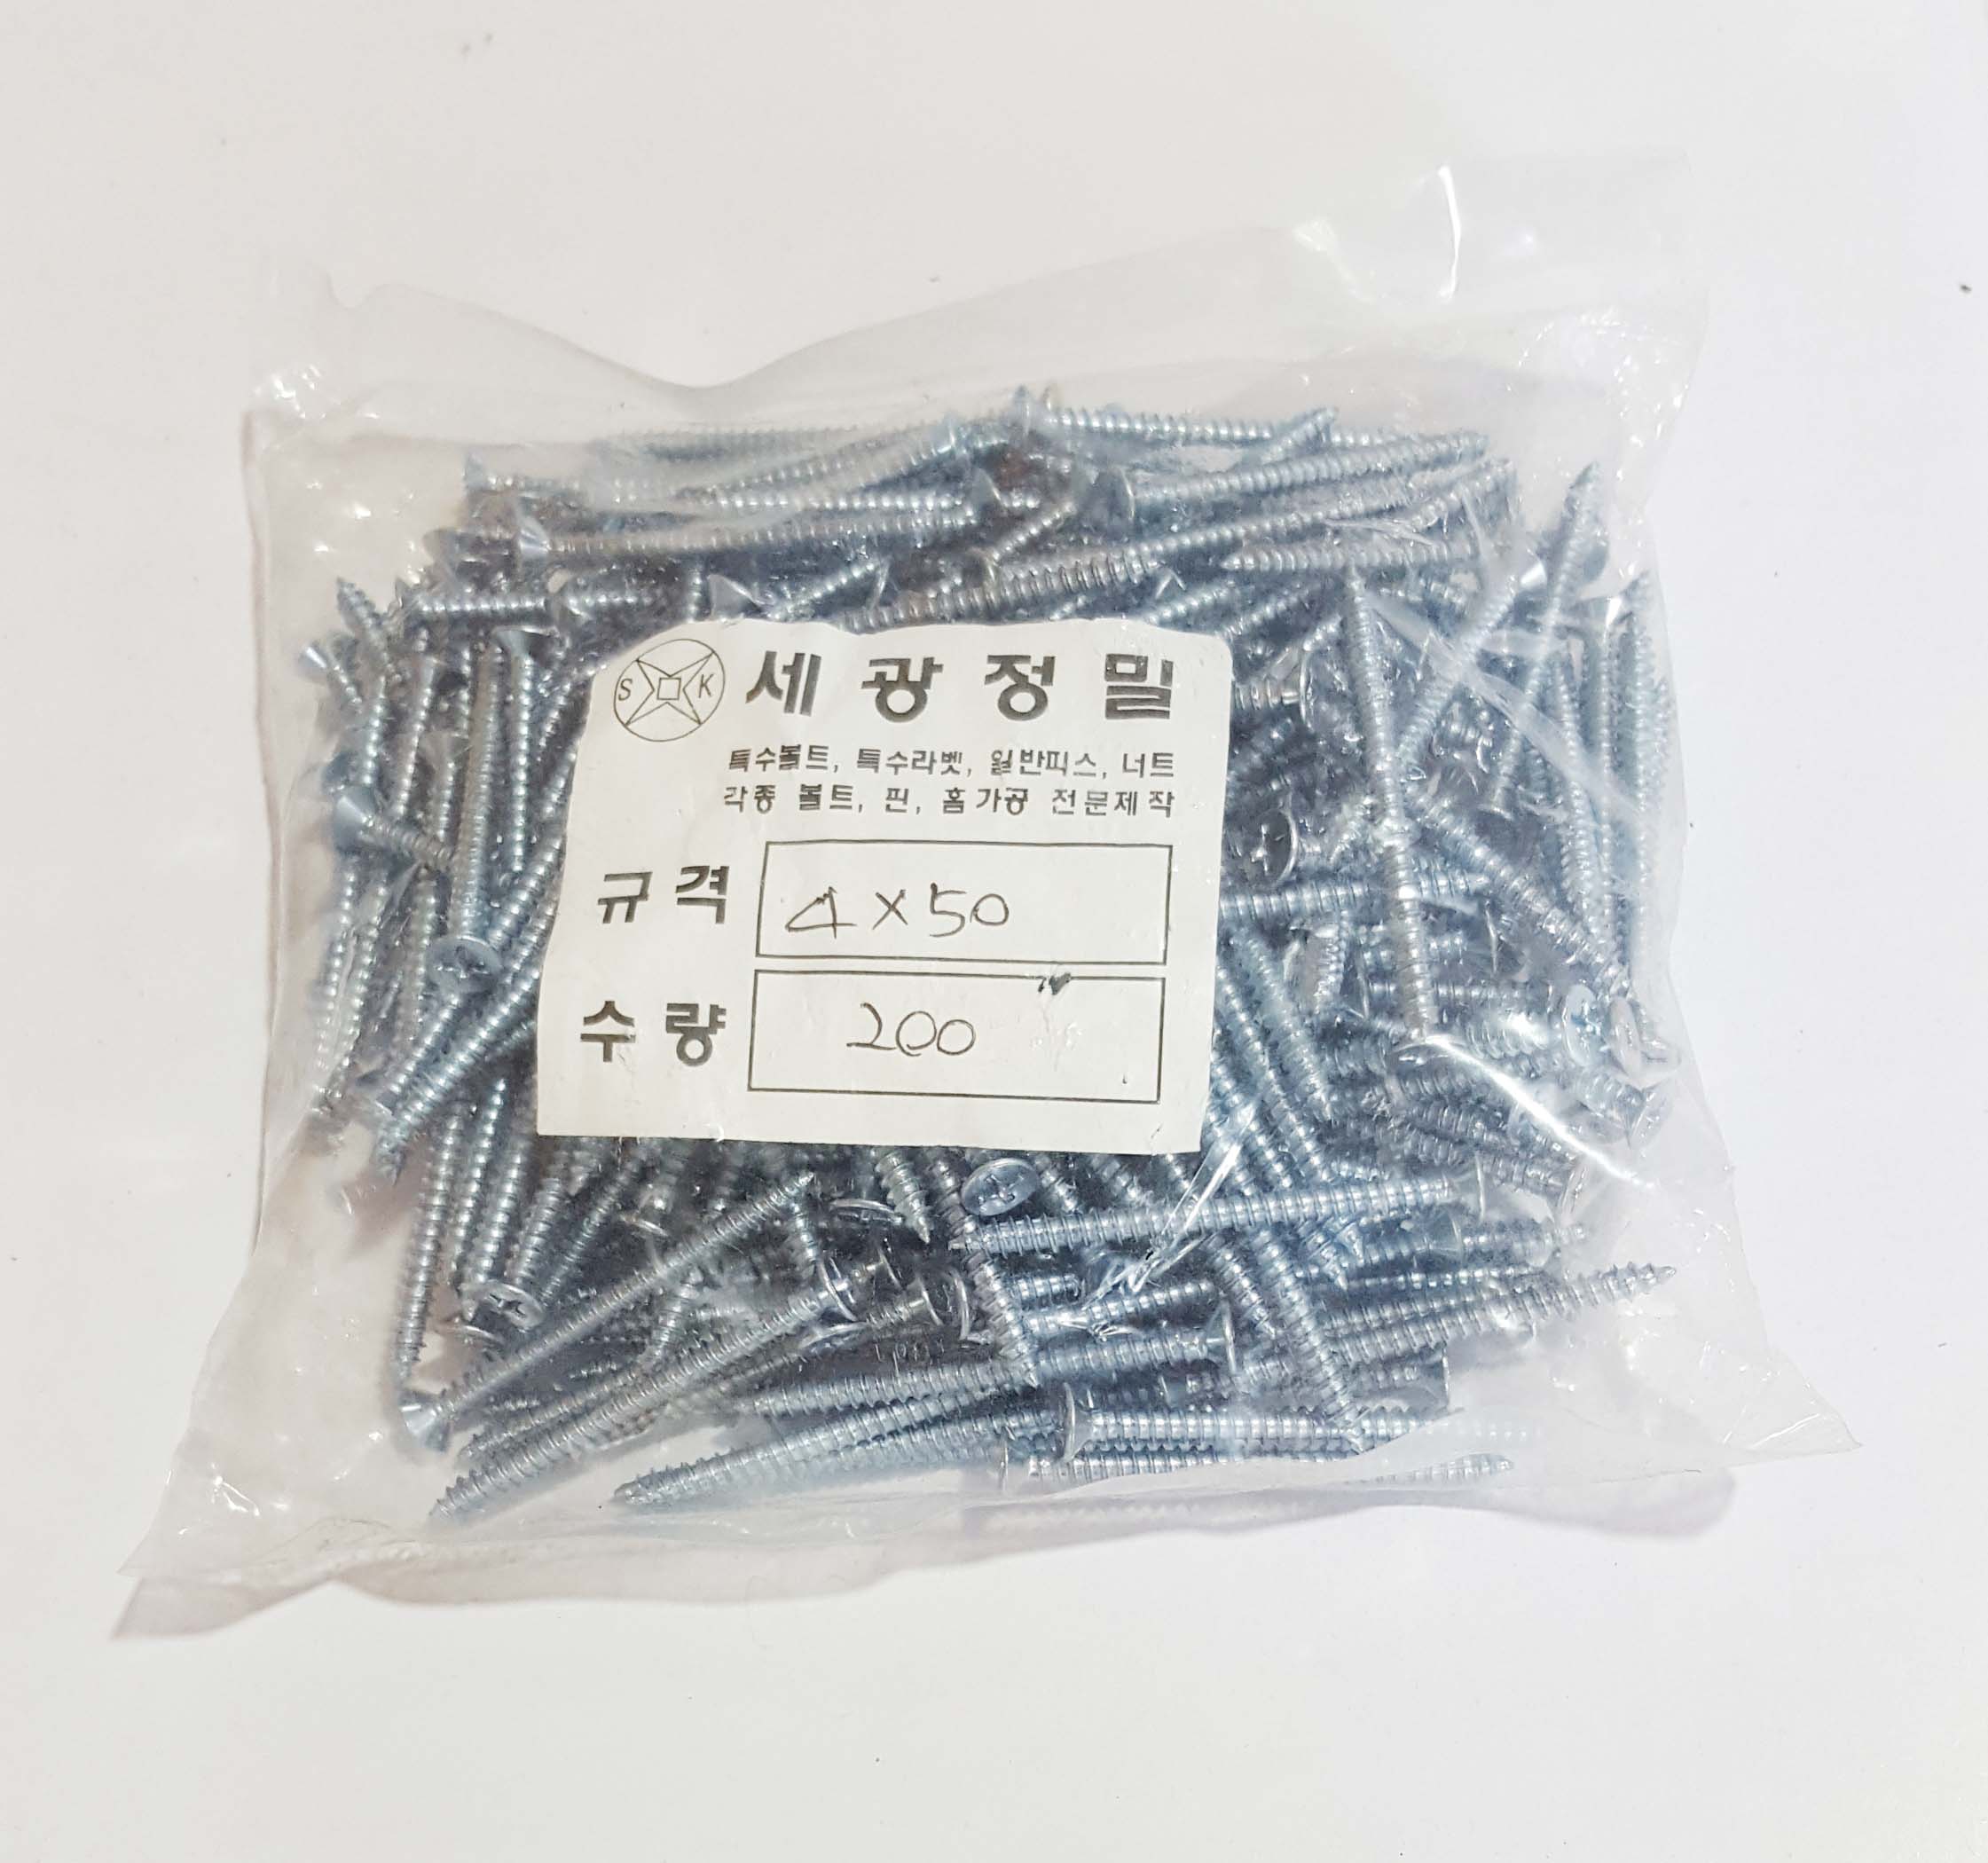 S K
세광정밀
특수볼트, 특수라벳, 일반피스, 너트
각종 볼트, 핀, 홈가공 전문제작
규격 4×50
수량 200